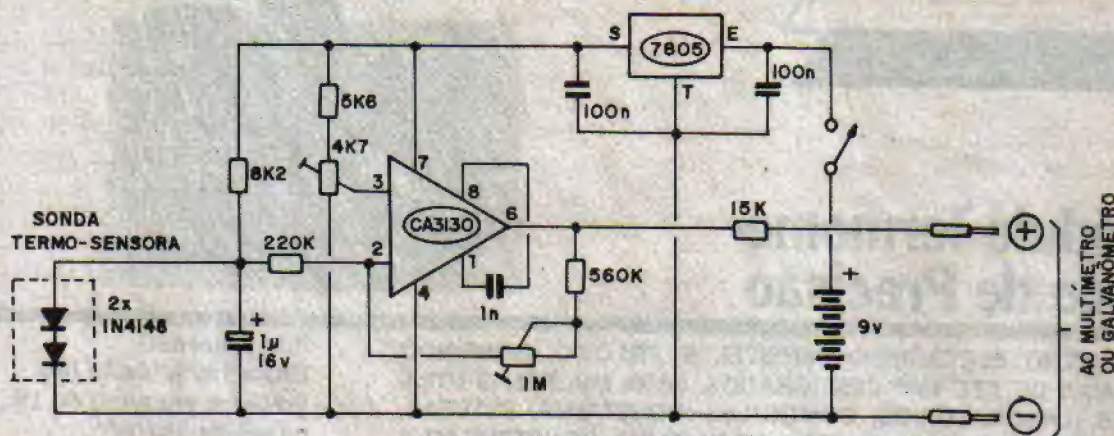 S
7805
E
T
100n
100n
5K6
4K7
8K2
7
3
8
CA3130
6
2
1
4
1n
15K
+
SONDA
TERMO-SENSORA
220K
560K
2x
1N4148
+
1µ
16v
1M
+
9v
AO MULTÍMETRO
OU GALVANÔMETRO
−